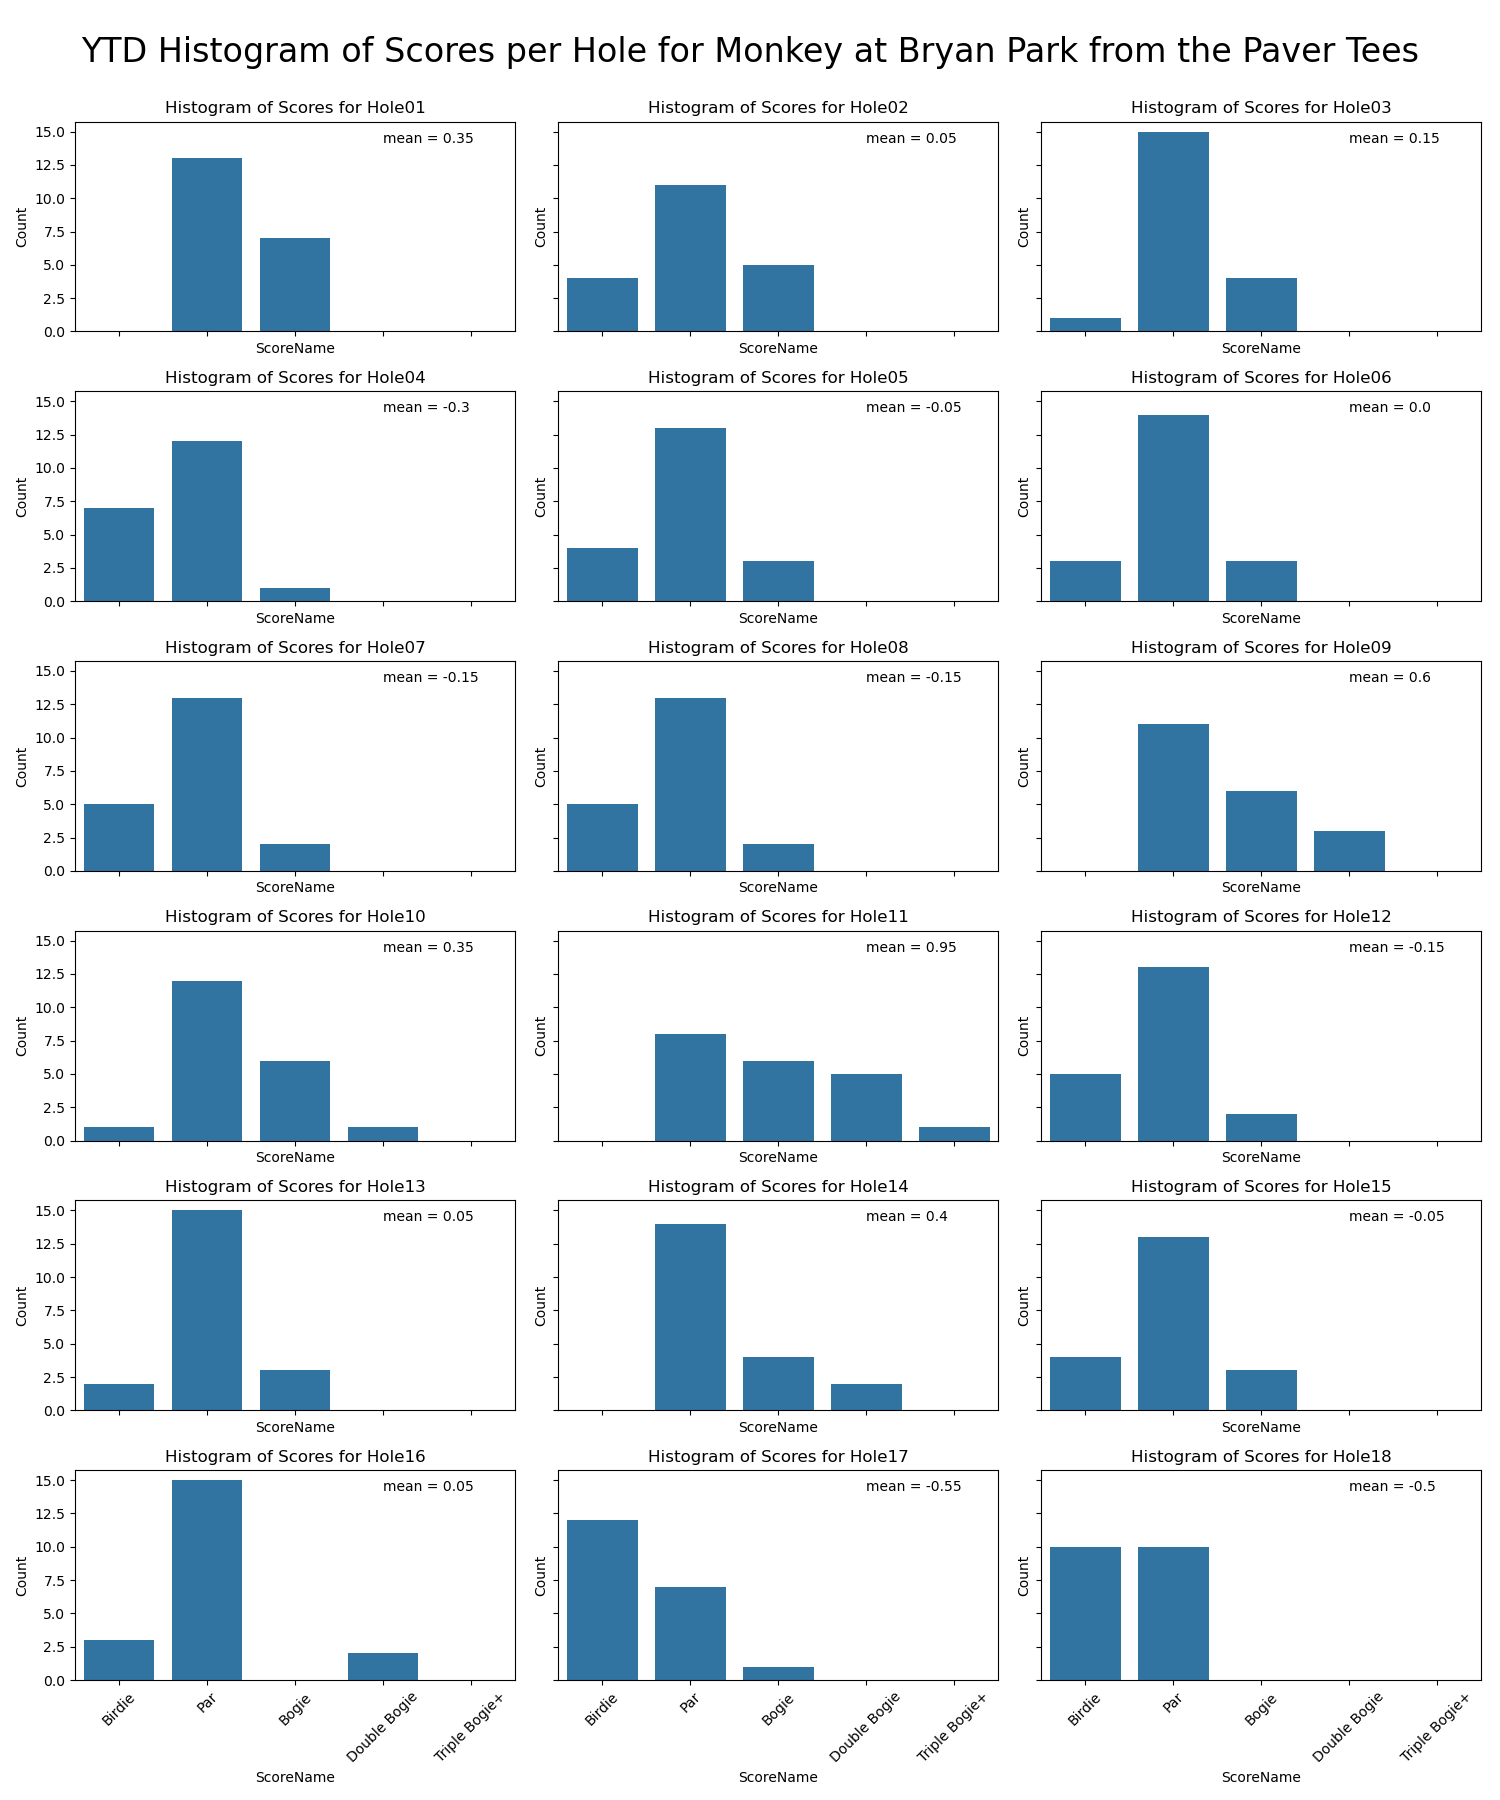 YTD Histogram of Scores per Hole for Monkey at Bryan Park from the Paver Tees
Histogram of Scores for Hole01
mean = 0.35
15.0
12.5
10.0
7.5
5.0
2.5
0.0
Count
ScoreName
Histogram of Scores for Hole02
mean = 0.05
Count
ScoreName
Histogram of Scores for Hole03
mean = 0.15
Count
ScoreName
Histogram of Scores for Hole04
mean = -0.3
15.0
12.5
10.0
7.5
5.0
2.5
0.0
Count
ScoreName
Histogram of Scores for Hole05
mean = -0.05
Count
ScoreName
Histogram of Scores for Hole06
mean = 0.0
Count
ScoreName
Histogram of Scores for Hole07
mean = -0.15
15.0
12.5
10.0
7.5
5.0
2.5
0.0
Count
ScoreName
Histogram of Scores for Hole08
mean = -0.15
Count
ScoreName
Histogram of Scores for Hole09
mean = 0.6
Count
ScoreName
Histogram of Scores for Hole10
mean = 0.35
15.0
12.5
10.0
7.5
5.0
2.5
0.0
Count
ScoreName
Histogram of Scores for Hole11
mean = 0.95
Count
ScoreName
Histogram of Scores for Hole12
mean = -0.15
Count
ScoreName
Histogram of Scores for Hole13
mean = 0.05
15.0
12.5
10.0
7.5
5.0
2.5
0.0
Count
ScoreName
Histogram of Scores for Hole14
mean = 0.4
Count
ScoreName
Histogram of Scores for Hole15
mean = -0.05
Count
ScoreName
Histogram of Scores for Hole16
mean = 0.05
15.0
12.5
10.0
7.5
5.0
2.5
0.0
Count
Birdie
Par
Bogie
Double Bogie
Triple Bogie+
ScoreName
Histogram of Scores for Hole17
mean = -0.55
Count
Birdie
Par
Bogie
Double Bogie
Triple Bogie+
ScoreName
Histogram of Scores for Hole18
mean = -0.5
Count
Birdie
Par
Bogie
Double Bogie
Triple Bogie+
ScoreName